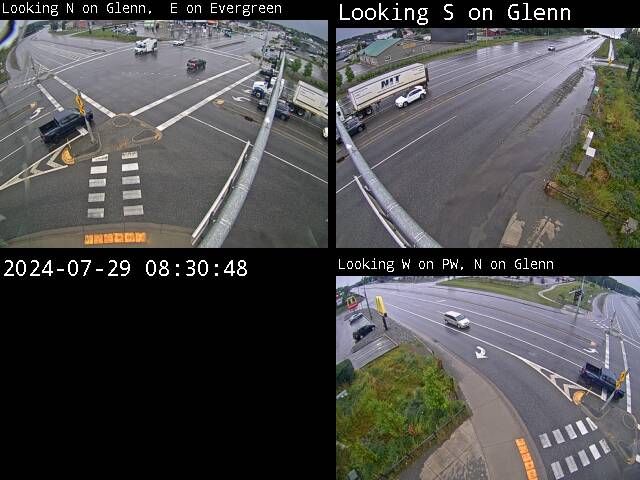 Looking N on Glenn,  E on Evergreen
Looking S on Glenn
NIT
2024-07-29 08:30:48
Looking W on PW, N on Glenn